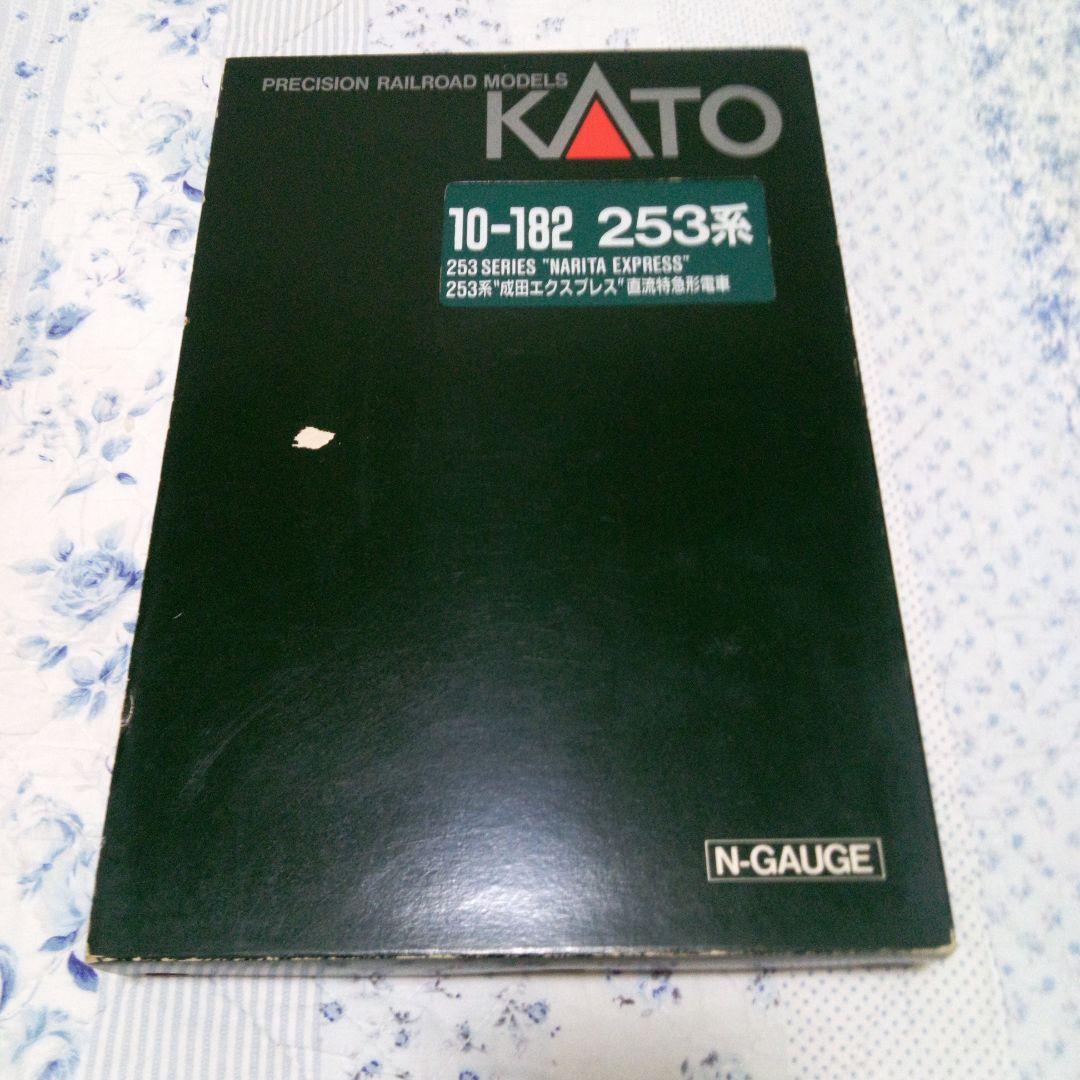 PRECISION RAILROAD MODELS
KATO
10-182 253系
253 SERIES "NARITA EXPRESS"
253系"成田エクスプレス"直流特急形電車
N-GAUGE